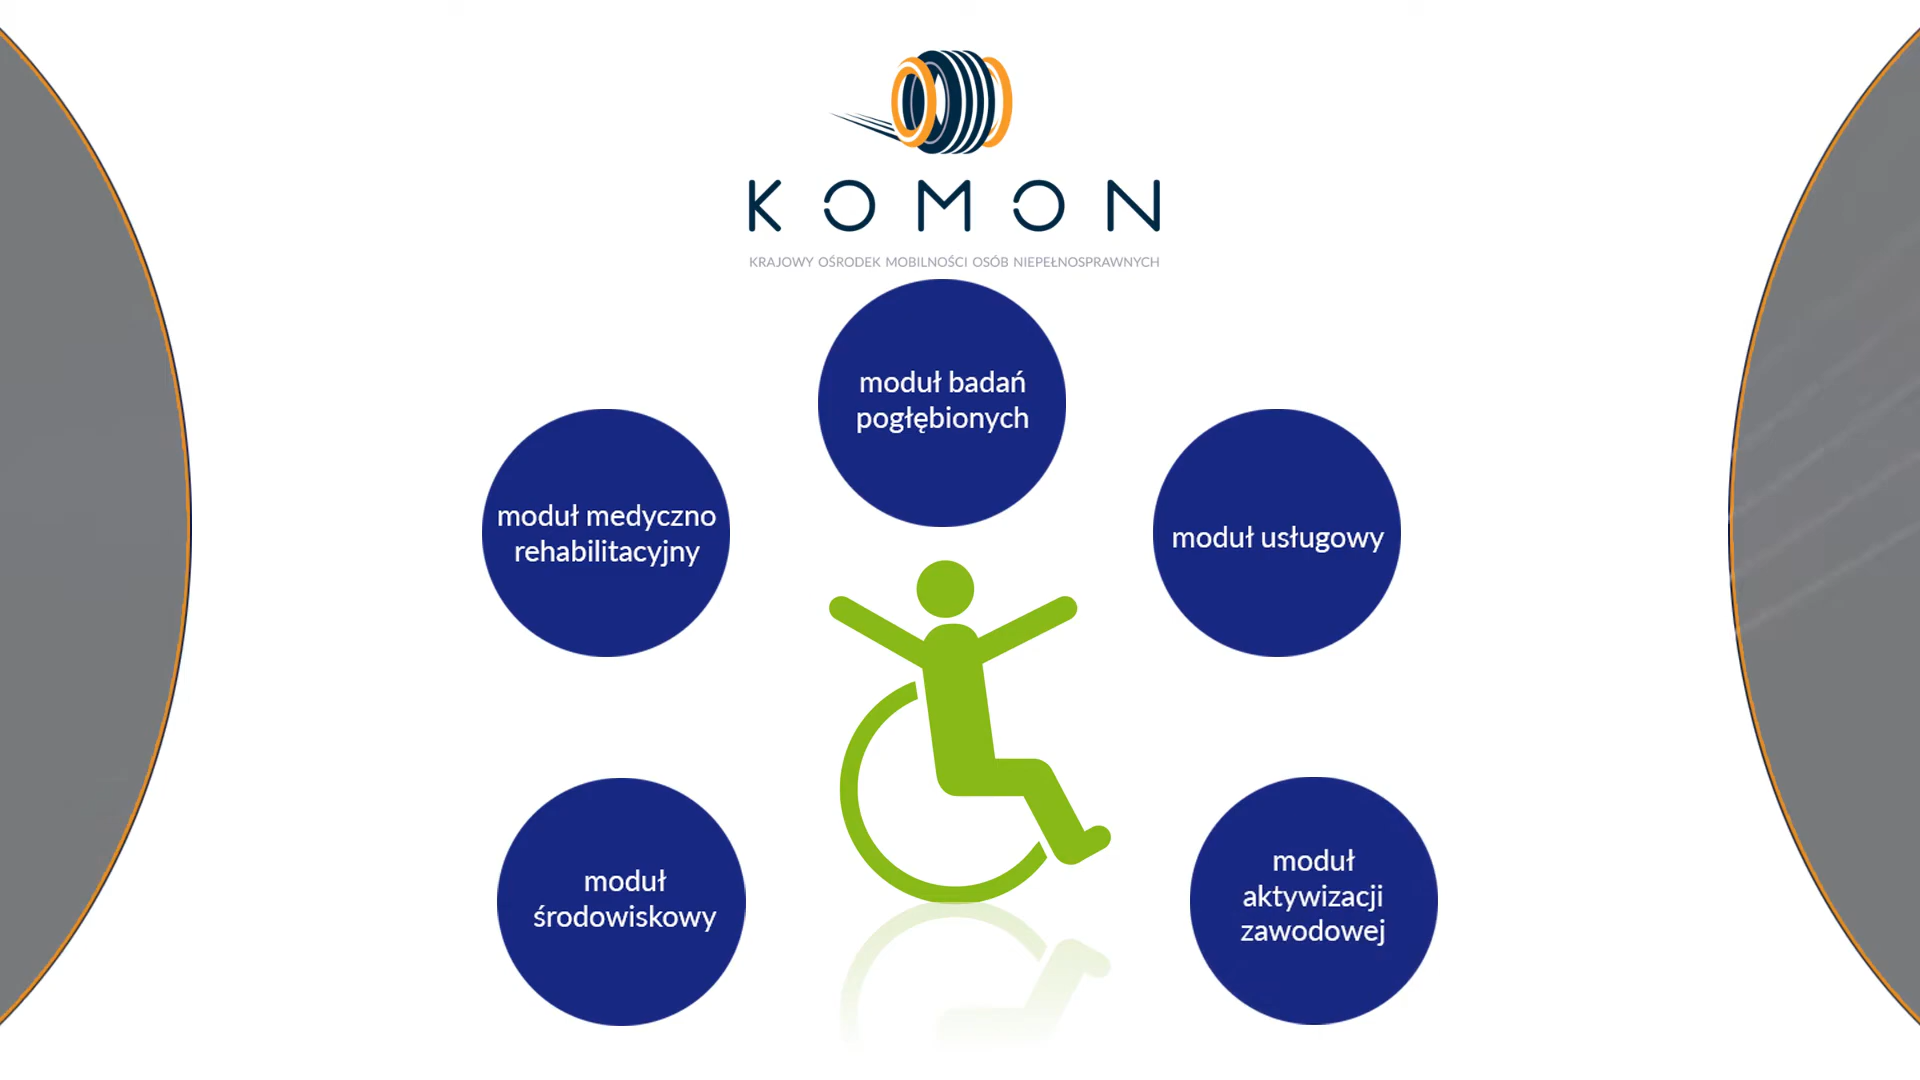 KOMON
KRAJOWY OŚRODEK MOBILNOŚCI OSÓB NIEPEŁNOSPRAWNYCH
moduł badań
pogłębionych
moduł medyczno
rehabilitacyjny
moduł usługowy
moduł
środowiskowy
moduł
aktywizacji
zawodowej